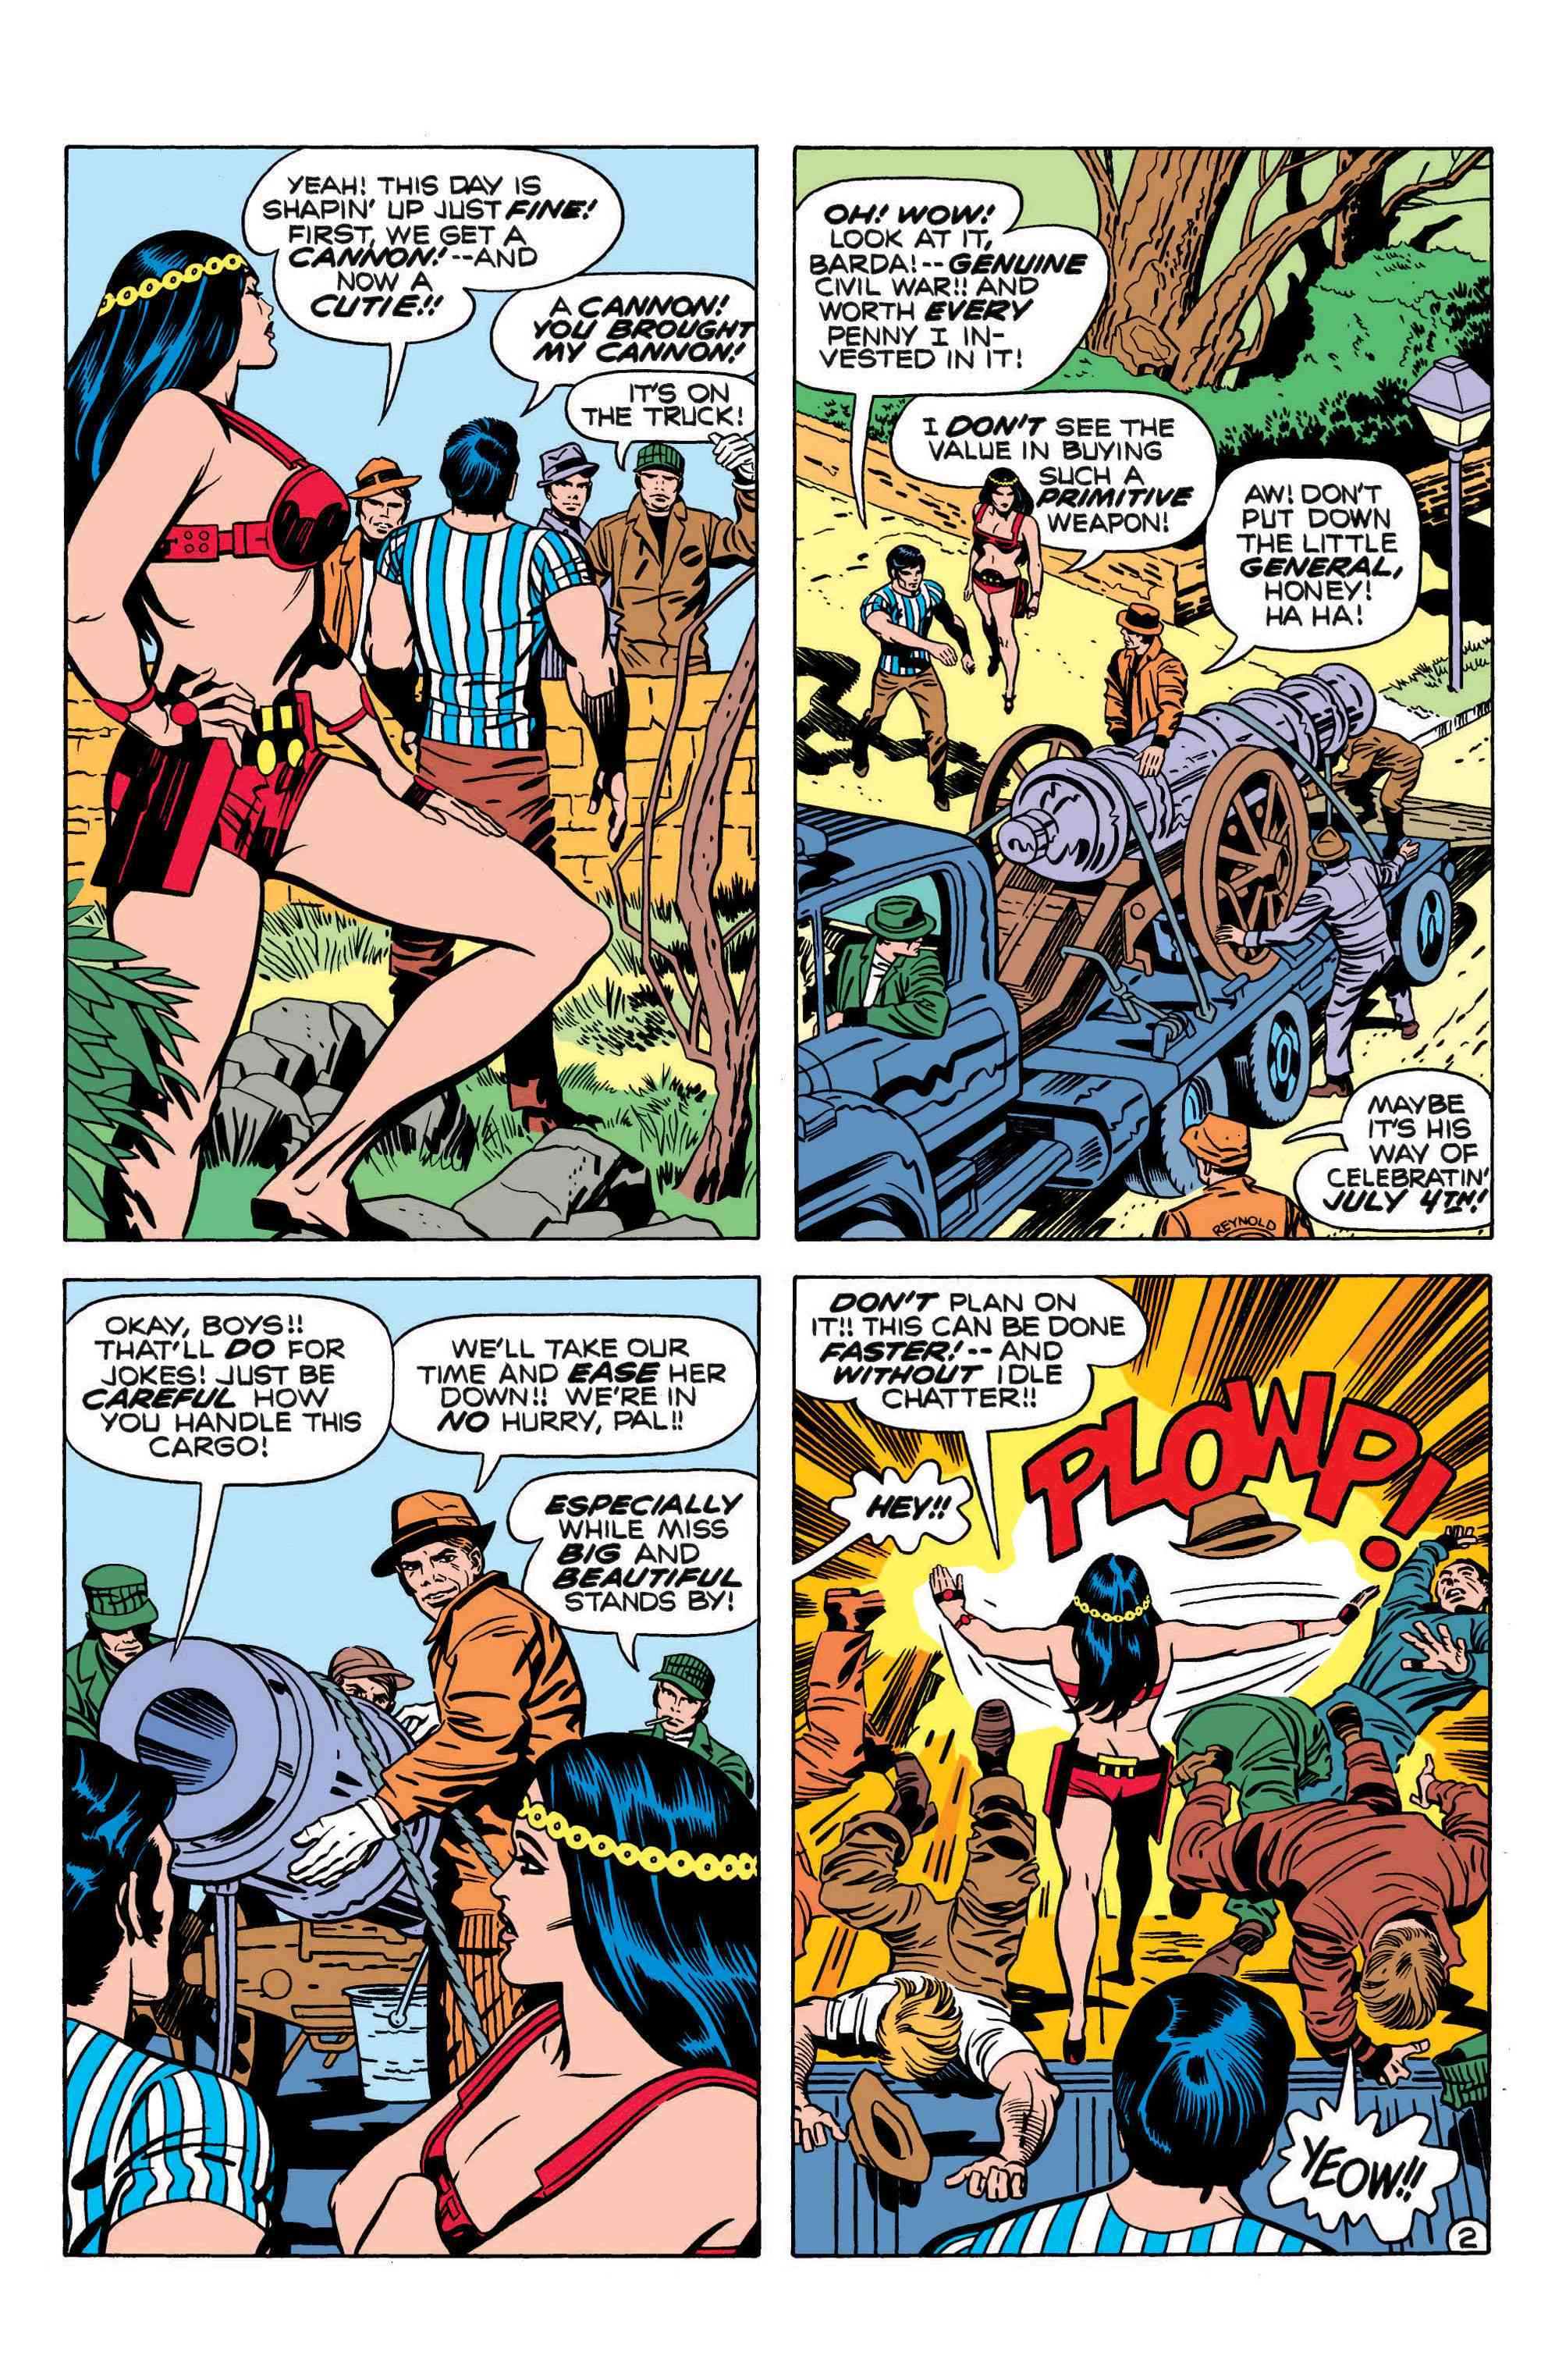 YEAH! THIS DAY IS
SHAPIN' UP JUST FINE!
FIRST, WE GET A
CANNON!--AND
NOW A
CUTIE!!
A CANNON!
YOU BROUGHT
MY CANNON!
IT'S ON
THE TRUCK!
OH! WOW!
LOOK AT IT,
BARDA!-- GENUINE
CIVIL WAR!! AND
WORTH EVERY
PENNY I IN-
VESTED IN IT!
I DON'T SEE THE
VALUE IN BUYING
SUCH A
PRIMITIVE
WEAPON!
AW! DON'T
PUT DOWN
THE LITTLE
GENERAL,
HONEY!
HA HA!
MAYBE
IT'S HIS
WAY OF
CELEBRATIN'
JULY 4TH!
REYNOLD
OKAY, BOYS!!
THAT'LL DO FOR
JOKES! JUST BE
CAREFUL HOW
YOU HANDLE THIS
CARGO!
WE'LL TAKE OUR
TIME AND EASE HER
DOWN!! WE'RE IN
NO HURRY, PAL!!
ESPECIALLY
WHILE MISS
BIG AND
BEAUTIFUL
STANDS BY!
DON'T PLAN ON
IT!! THIS CAN BE DONE
FASTER!-- AND
WITHOUT IDLE
CHATTER!!
HEY!!
PLOWP!
YEOW!!
2